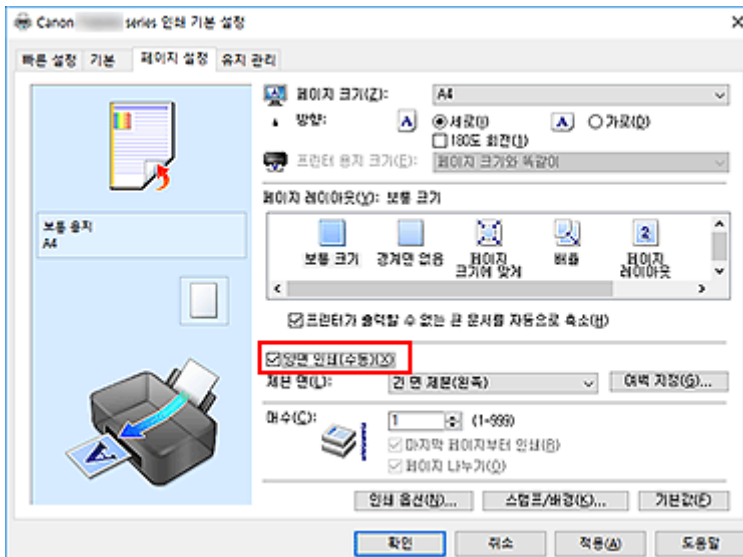 Canon series 인쇄 기본 설정
빠른 설정 기본 페이지 설정 유지 관리
페이지 크기(Z): A4
방향: A 세로(I) A 가로(O)
180도 회전(1)
프린터 용지 크기(E): 페이지 크기와 똑같이
페이지 레이아웃(Y): 보통 크기
보통 용지
A4
보통 크기 경계면 없음 페이지 크기에 맞게 배율 페이지 레이아웃
프린터가 출력할 수 없는 큰 문서를 자동으로 축소(H)
양면 인쇄(수동)(X)
제본 면(L): 긴 면 제본(왼쪽) 여백 지정(G)...
매수(C): 1 (1-999)
마지막 페이지부터 인쇄(R)
페이지 나누기(Q)
인쇄 옵션(N)... 스탬프/배경(K)... 기본값(F)
확인 취소 적용(A) 도움말